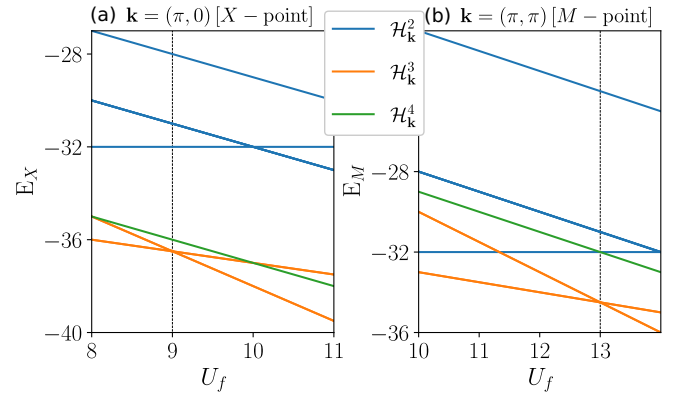 (a) k = (π, 0) [X − point]
(b) k = (π, π) [M − point]
ℋ²ₖ
ℋ³ₖ
ℋ⁴ₖ
−28
−32
−36
−40
E_X
8
9
10
11
U_f
−28
−32
−36
E_M
10
11
12
13
U_f